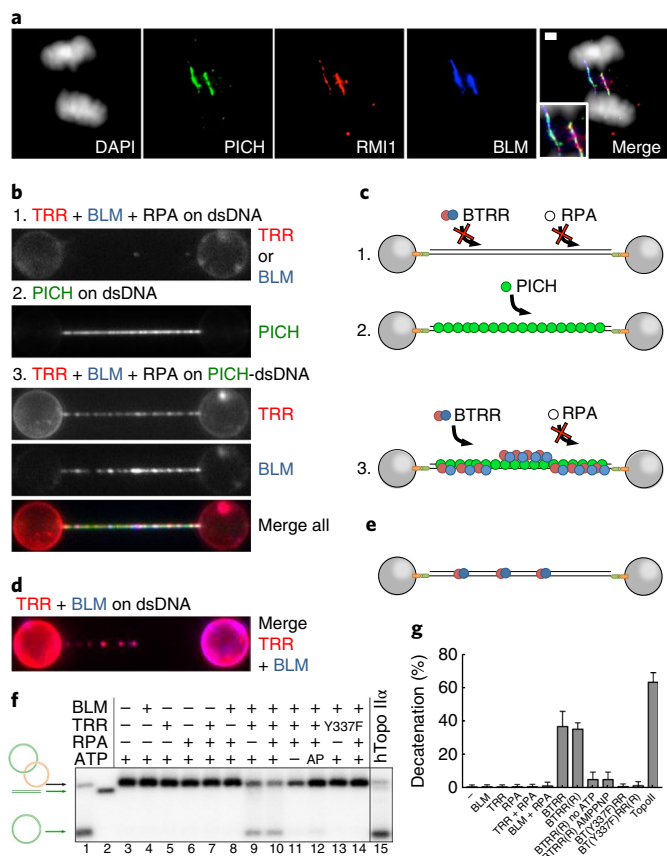 a
DAPI
PICH
RMI1
BLM
Merge
b
1. TRR + BLM + RPA on dsDNA
TRR
or
BLM
2. PICH on dsDNA
PICH
3. TRR + BLM + RPA on PICH-dsDNA
TRR
BLM
Merge all
c
BTRR
RPA
1.
PICH
2.
BTRR
RPA
3.
d
TRR + BLM on dsDNA
Merge
TRR
+ BLM
e
f
BLM − + − − − + + + + + + +
TRR − − + − + − + + + + Y337F
RPA − − − + + + − + + + − +
ATP + + + + + + + + − AP + +
hTopo IIα
1 2 3 4 5 6 7 8 9 10 11 12 13 14 15
g
Decatenation (%)
80
60
40
20
0
–
BLM
TRR
RPA
TRR + RPA
BLM + RPA
BTRR
BTRR(R)
BTRR(R) no ATP
BTRR(R) AMPPNP
BT(Y337F)RR
BT(Y337F)RR(R)
TopoII